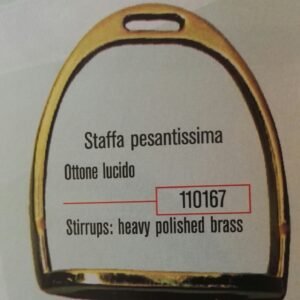 Staffa pesantissima
Ottone lucido
110167
Stirrups: heavy polished brass